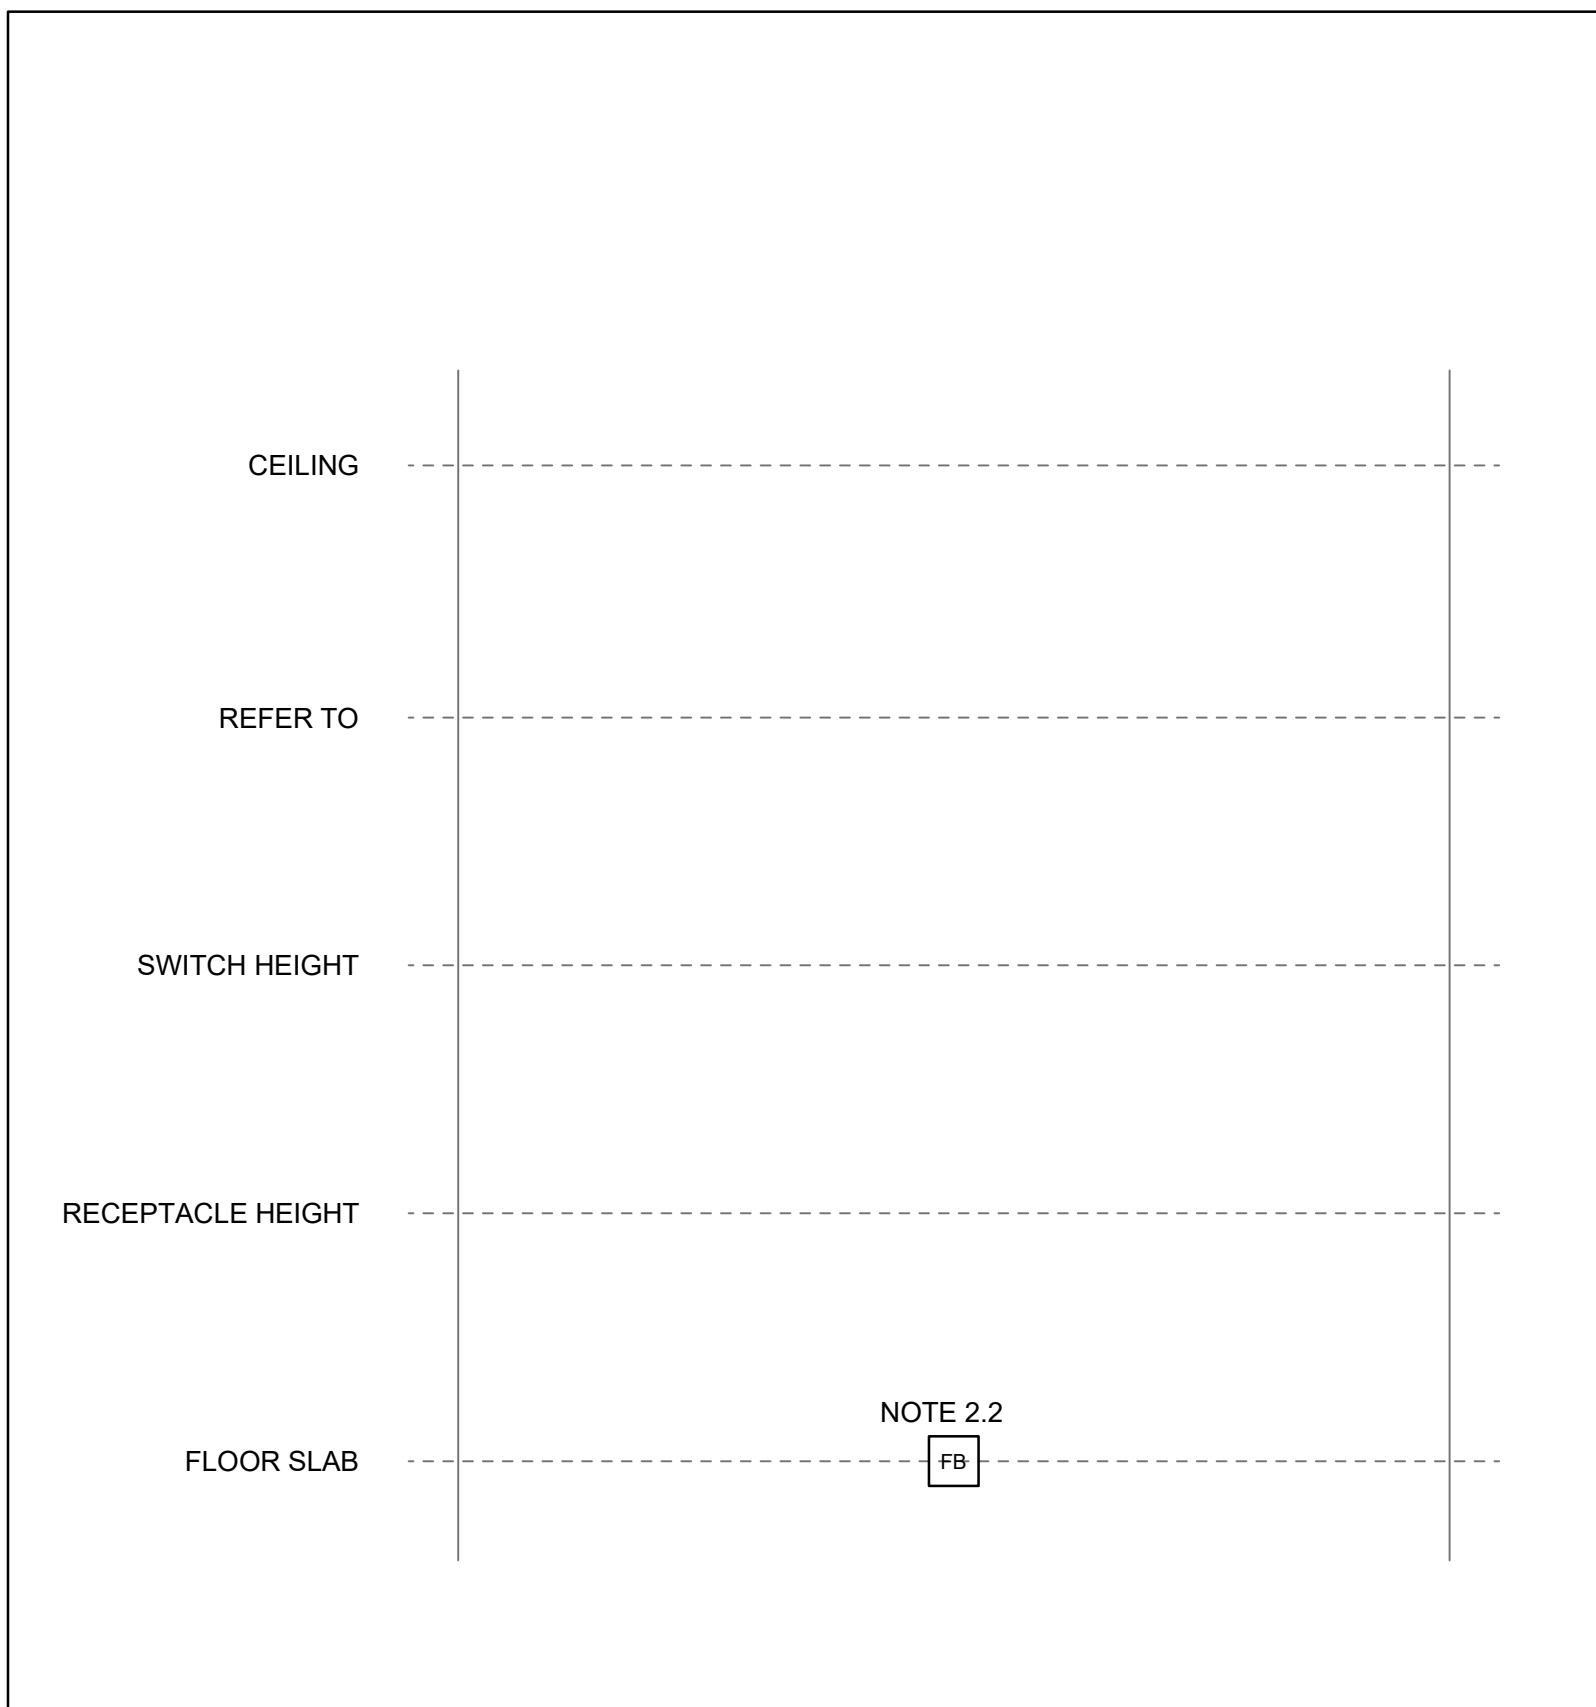 CEILING
REFER TO
SWITCH HEIGHT
RECEPTACLE HEIGHT
NOTE 2.2
FLOOR SLAB
FB